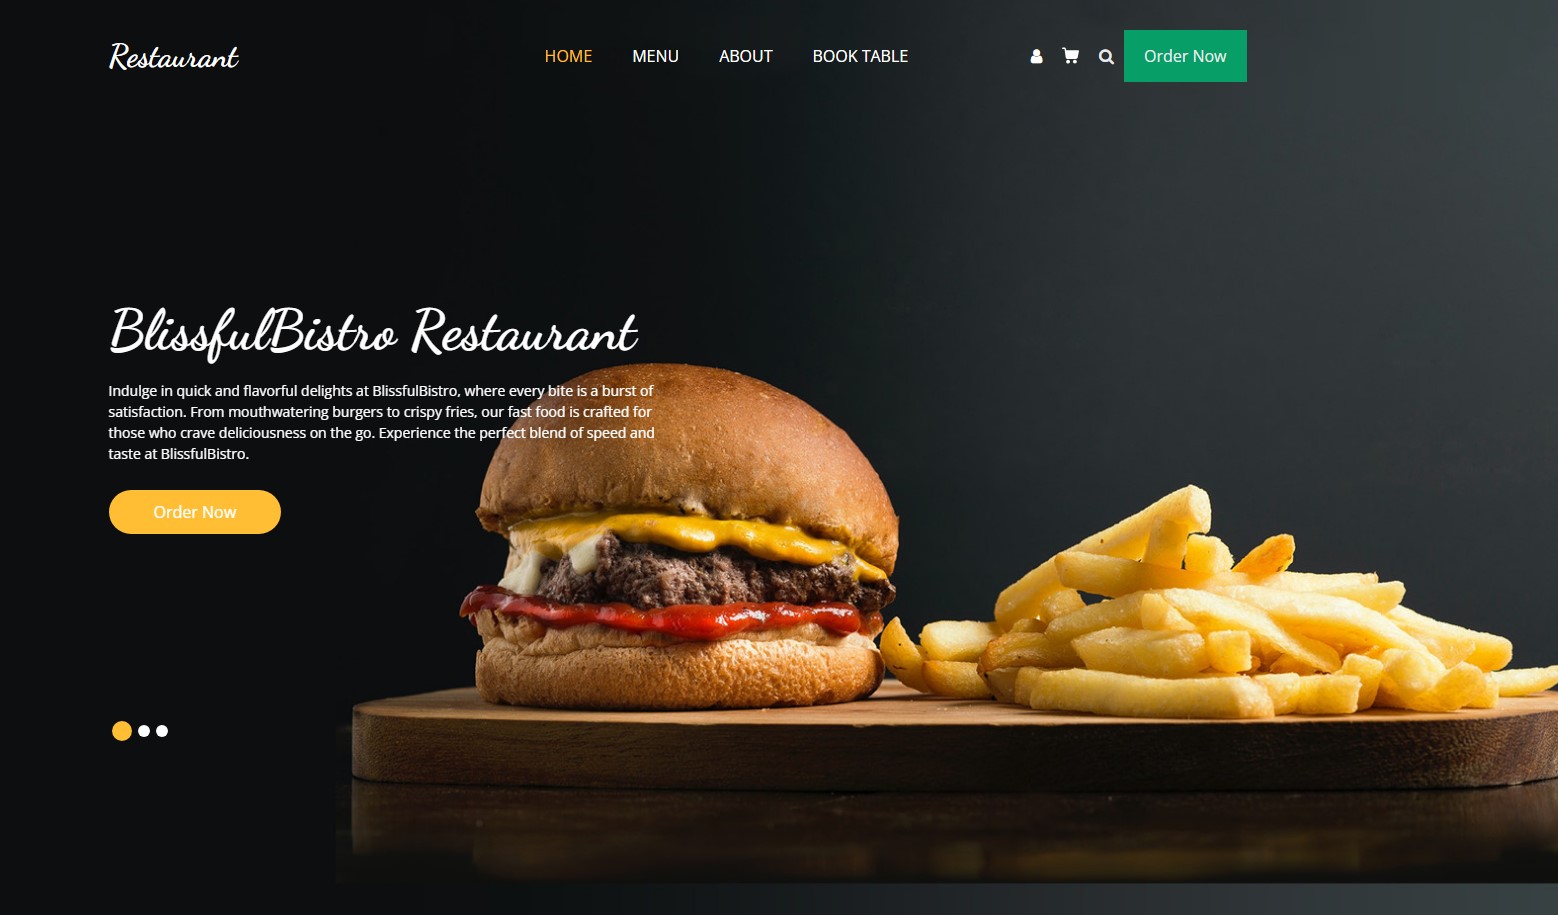 Restaurant
HOME MENU ABOUT BOOK TABLE Order Now
BlissfulBistro Restaurant
Indulge in quick and flavorful delights at BlissfulBistro, where every bite is a burst of
satisfaction. From mouthwatering burgers to crispy fries, our fast food is crafted for
those who crave deliciousness on the go. Experience the perfect blend of speed and
taste at BlissfulBistro.
Order Now